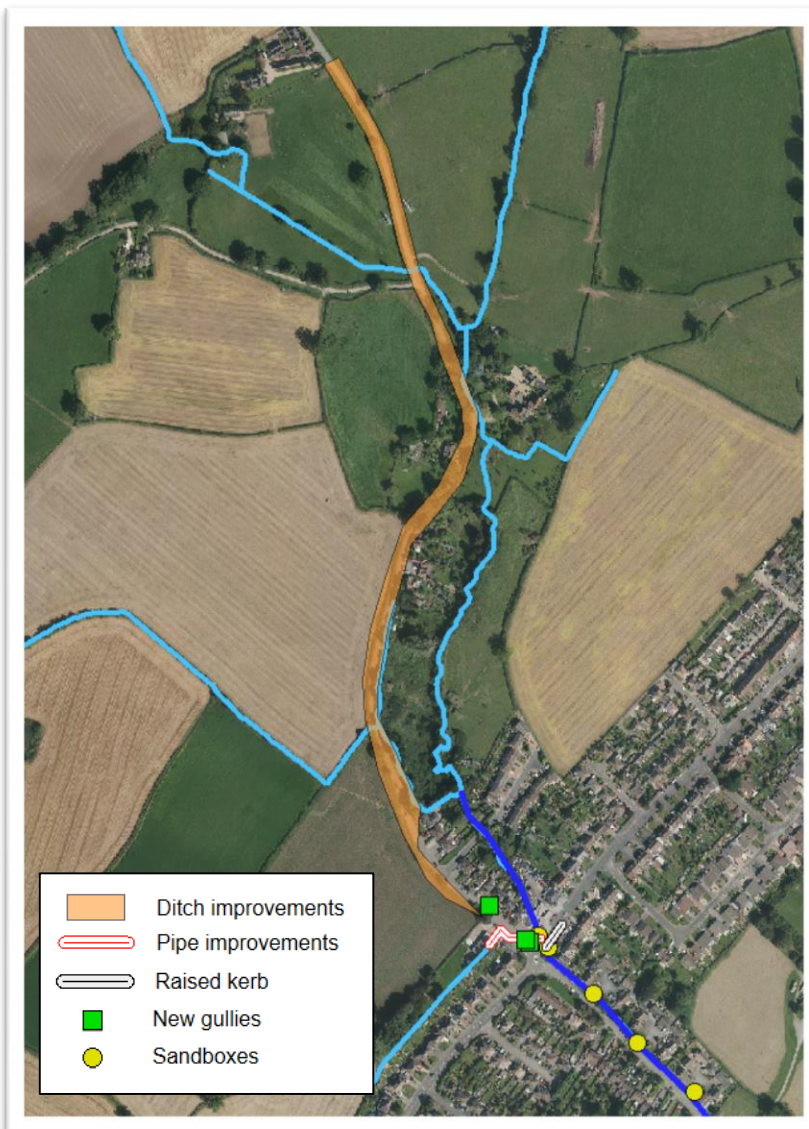 Ditch improvements
Pipe improvements
Raised kerb
New gullies
Sandboxes